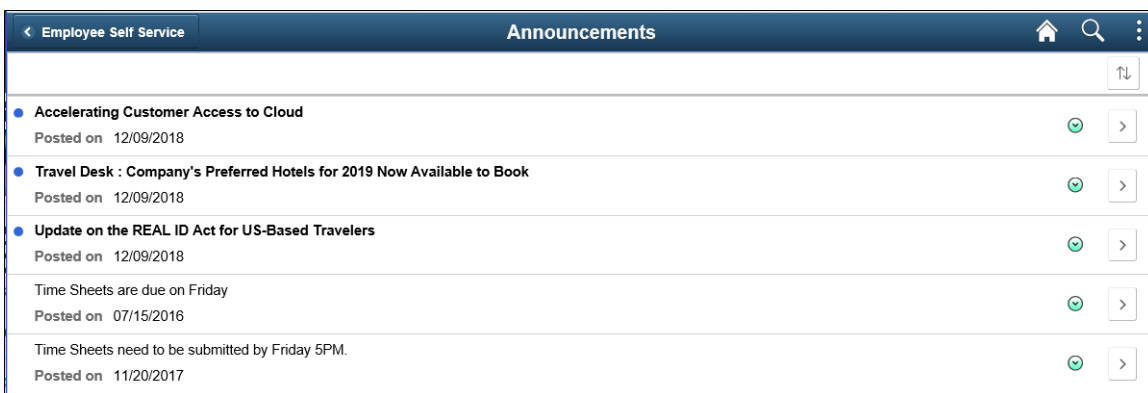 Employee Self Service
Announcements
Accelerating Customer Access to Cloud
Posted on 12/09/2018
Travel Desk : Company's Preferred Hotels for 2019 Now Available to Book
Posted on 12/09/2018
Update on the REAL ID Act for US-Based Travelers
Posted on 12/09/2018
Time Sheets are due on Friday
Posted on 07/15/2016
Time Sheets need to be submitted by Friday 5PM.
Posted on 11/20/2017